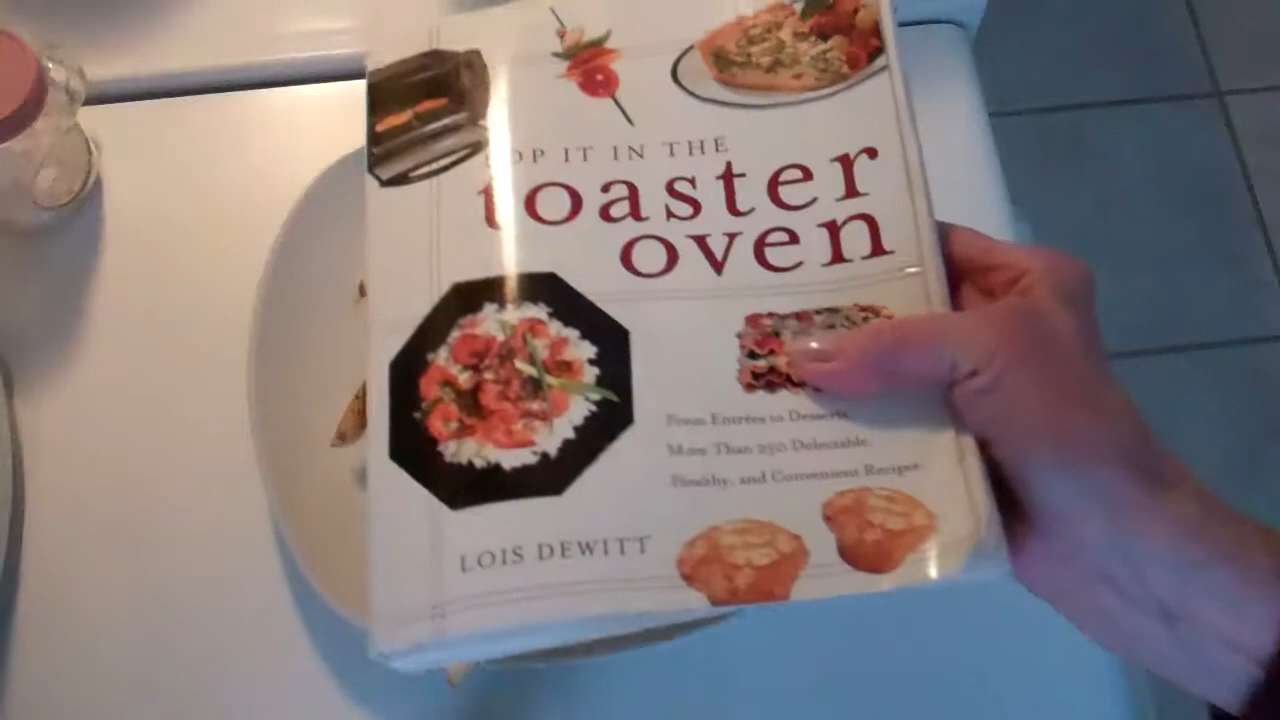 POP IT IN THE
toaster
oven
From Entrées to Desserts
More Than 250 Delectable,
Healthy, and Convenient Recipes
LOIS DEWITT